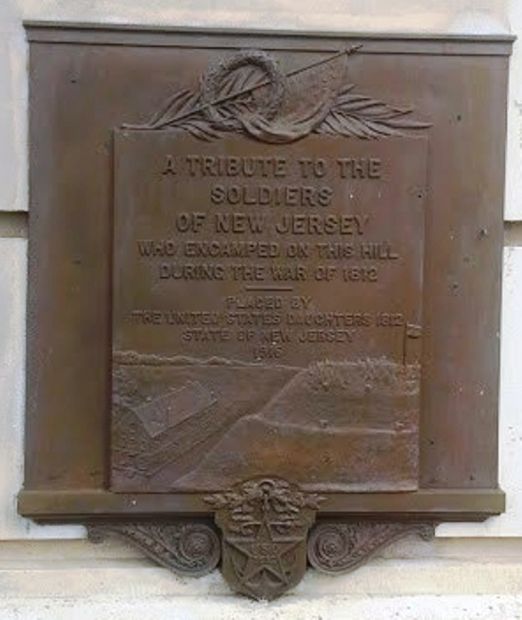 A TRIBUTE TO THE
SOLDIERS
OF NEW JERSEY
WHO ENCAMPED ON THIS HILL
DURING THE WAR OF 1812
PLACED BY
THE UNITED STATES DAUGHTERS 1812
STATE OF NEW JERSEY
1916